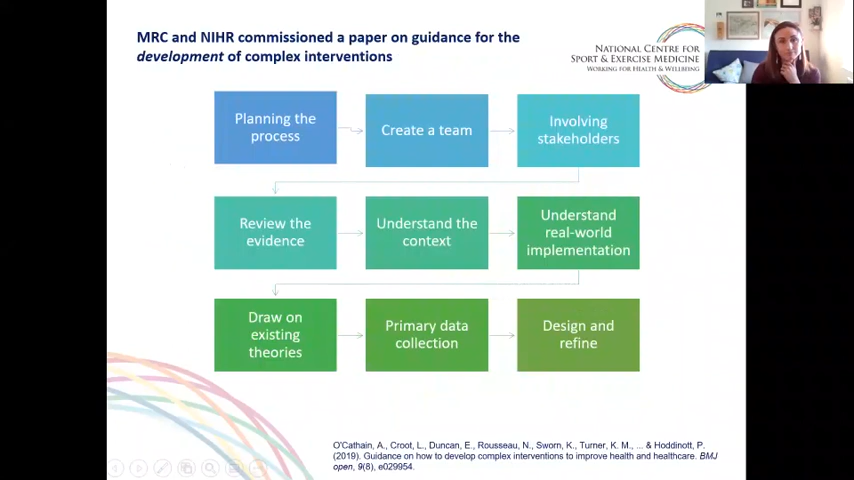 MRC and NIHR commissioned a paper on guidance for the
development of complex interventions
NATIONAL CENTRE FOR
SPORT & EXERCISE MEDICINE
WORKING FOR HEALTH & WELLBEING
Planning the
process
Create a team
Involving
stakeholders
Review the
evidence
Understand the
context
Understand
real-world
implementation
Draw on
existing
theories
Primary data
collection
Design and
refine
O'Cathain, A., Croot, L., Duncan, E., Rousseau, N., Sworn, K., Turner, K. M., ... & Hoddinott, P.
(2019). Guidance on how to develop complex interventions to improve health and healthcare. BMJ
open, 9(8), e029954.